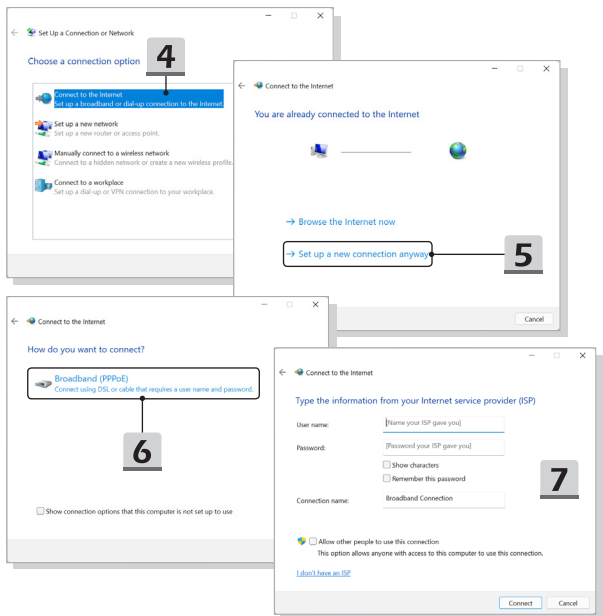 Set Up a Connection or Network
Choose a connection option
4
Connect to the Internet
Set up a broadband or dial-up connection to the Internet.
Set up a new network
Set up a new router or access point.
Manually connect to a wireless network
Connect to a hidden network or create a new wireless profile.
Connect to a workplace
Set up a dial-up or VPN connection to your workplace.
Connect to the Internet
You are already connected to the Internet
→ Browse the Internet now
→ Set up a new connection anyway
5
Cancel
Connect to the Internet
How do you want to connect?
Broadband (PPPoE)
Connect using DSL or cable that requires a user name and password.
6
Show connection options that this computer is not set up to use
Connect to the Internet
Type the information from your Internet service provider (ISP)
User name:
[Name your ISP gave you]
Password:
[Password your ISP gave you]
Show characters
Remember this password
7
Connection name:
Broadband Connection
Allow other people to use this connection
This option allows anyone with access to this computer to use this connection.
I don't have an ISP
Connect
Cancel